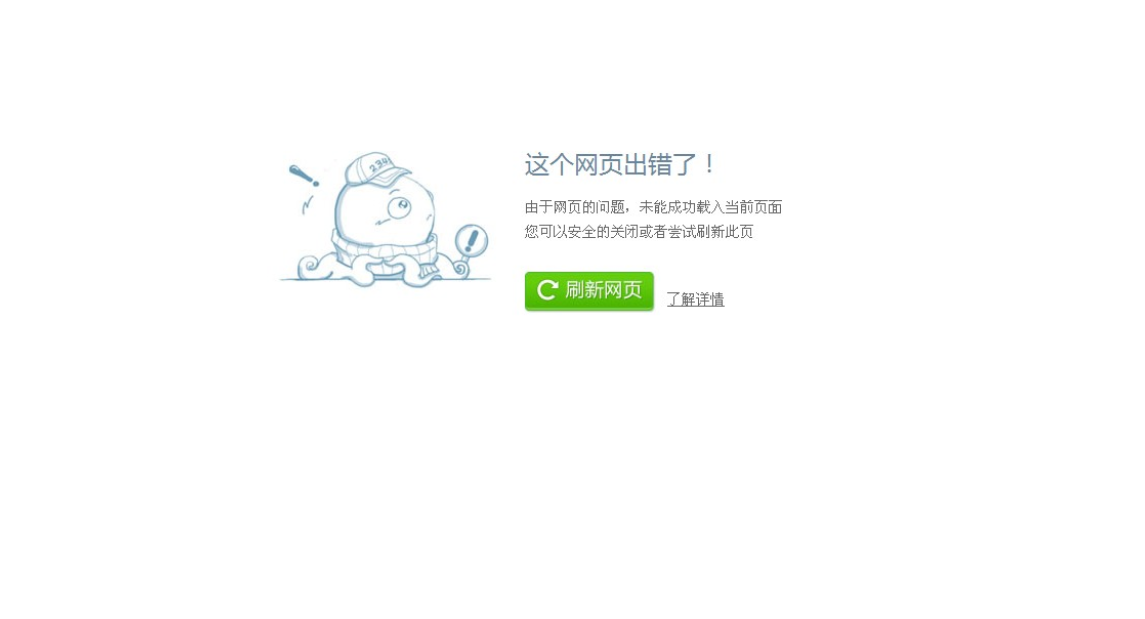 2345
这个网页出错了！
由于网页的问题，未能成功载入当前页面
您可以安全的关闭或者尝试刷新此页
刷新网页
了解详情